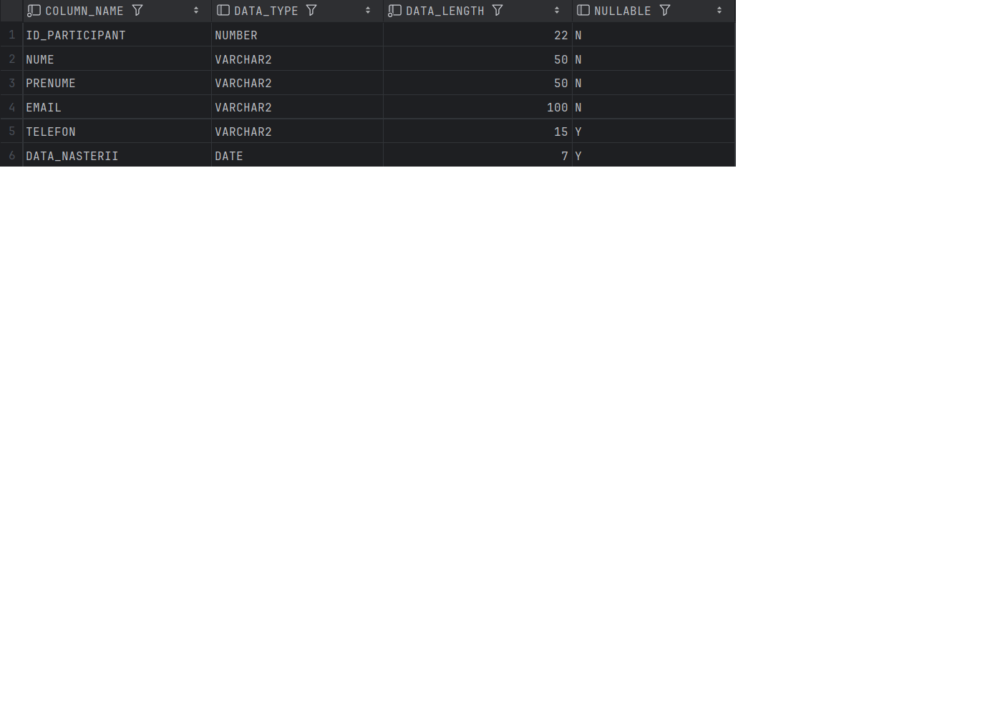 COLUMN_NAME DATA_TYPE DATA_LENGTH NULLABLE
1 ID_PARTICIPANT NUMBER 22 N
2 NUME VARCHAR2 50 N
3 PRENUME VARCHAR2 50 N
4 EMAIL VARCHAR2 100 N
5 TELEFON VARCHAR2 15 Y
6 DATA_NASTERII DATE 7 Y